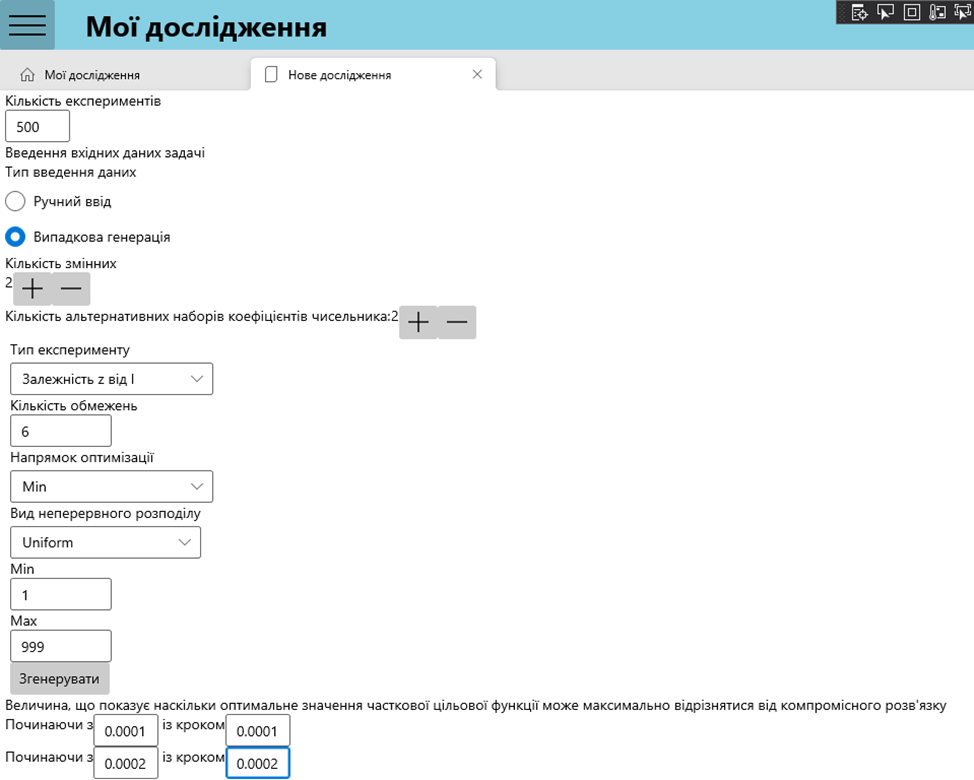 Мої дослідження
Мої дослідження
Нове дослідження
Кількість експериментів
500
Введення вхідних даних задачі
Тип введення даних
Ручний ввід
Випадкова генерація
Кількість змінних
2
Кількість альтернативних наборів коефіцієнтів чисельника:2
Тип експерименту
Залежність z від l
Кількість обмежень
6
Напрямок оптимізації
Min
Вид неперервного розподілу
Uniform
Min
1
Max
999
Згенерувати
Величина, що показує наскільки оптимальне значення часткової цільової функції може максимально відрізнятися від компромісного розв'язку
Починаючи з 0.0001 із кроком 0.0001
Починаючи з 0.0002 із кроком 0.0002